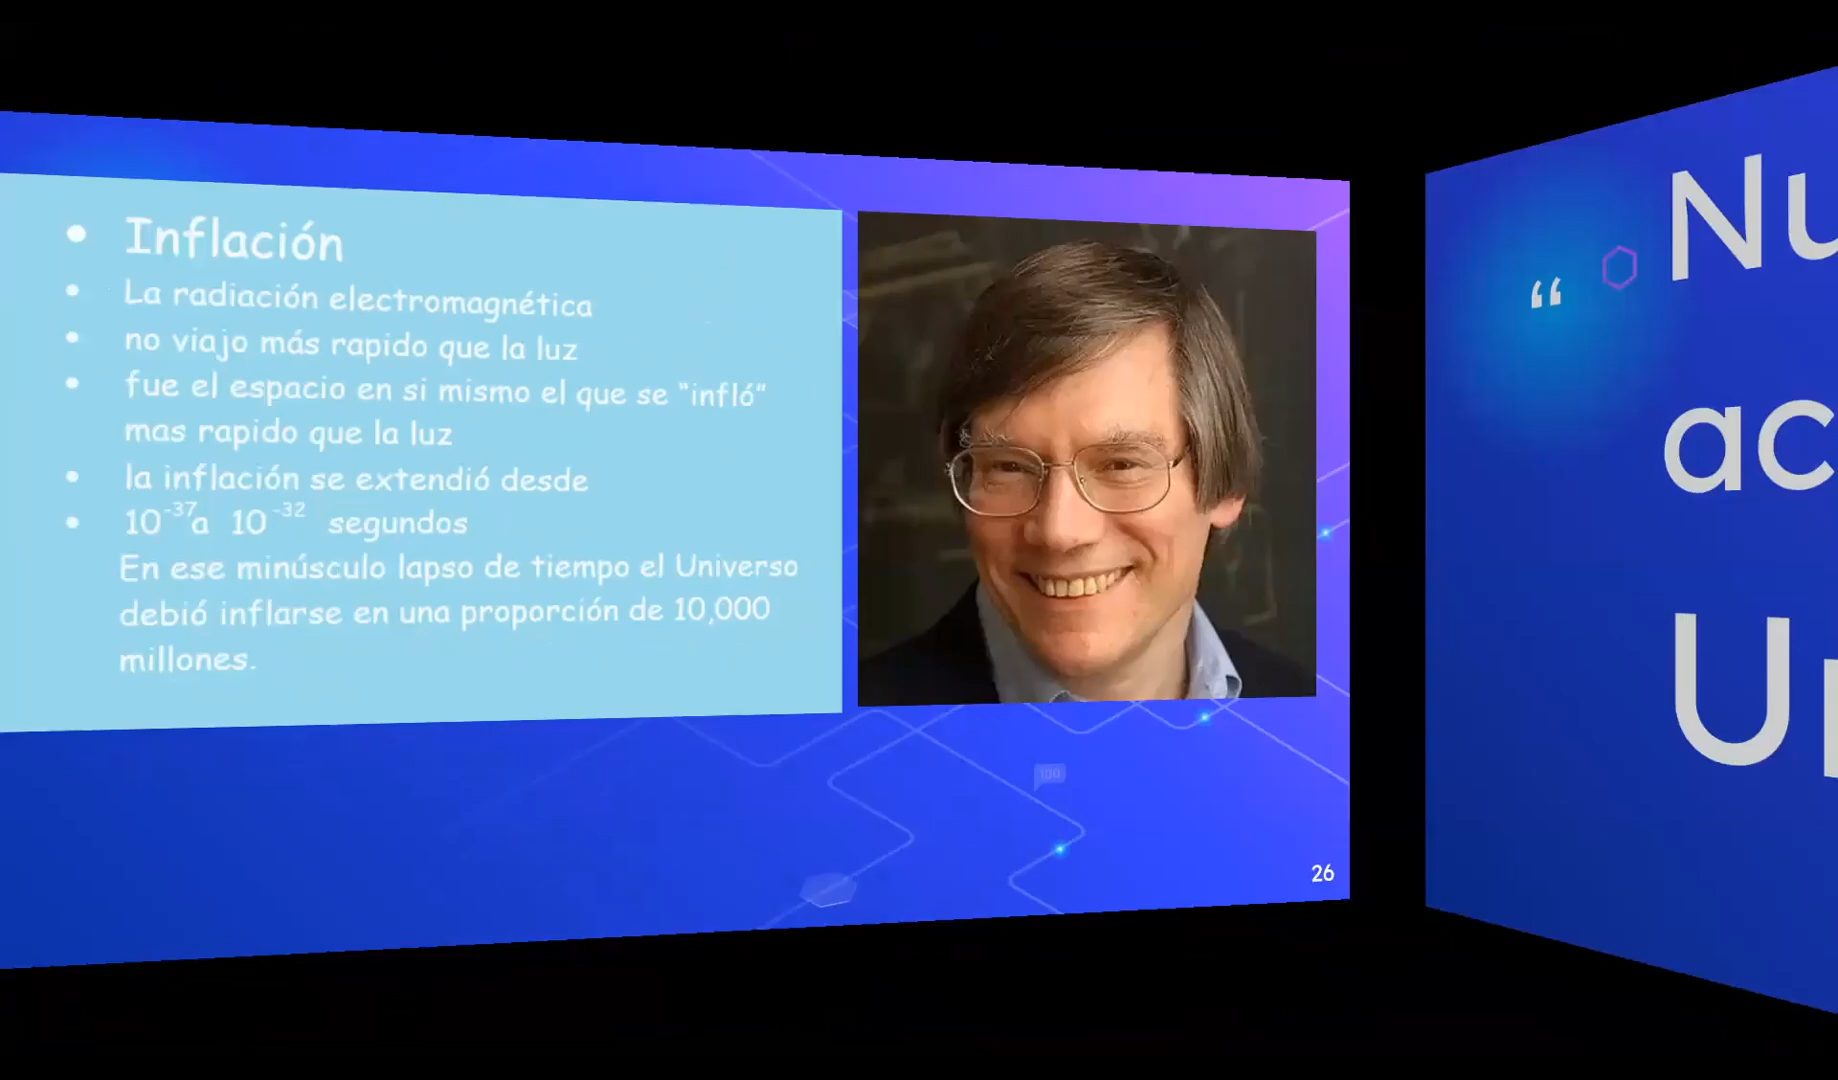 Inflación
La radiación electromagnética
no viajo más rapido que la luz
fue el espacio en si mismo el que se “infló”
mas rapido que la luz
la inflación se extendió desde
10⁻³⁷a 10⁻³² segundos
En ese minúsculo lapso de tiempo el Universo
debió inflarse en una proporción de 10,000
millones.
100
26
“
Nu
ac